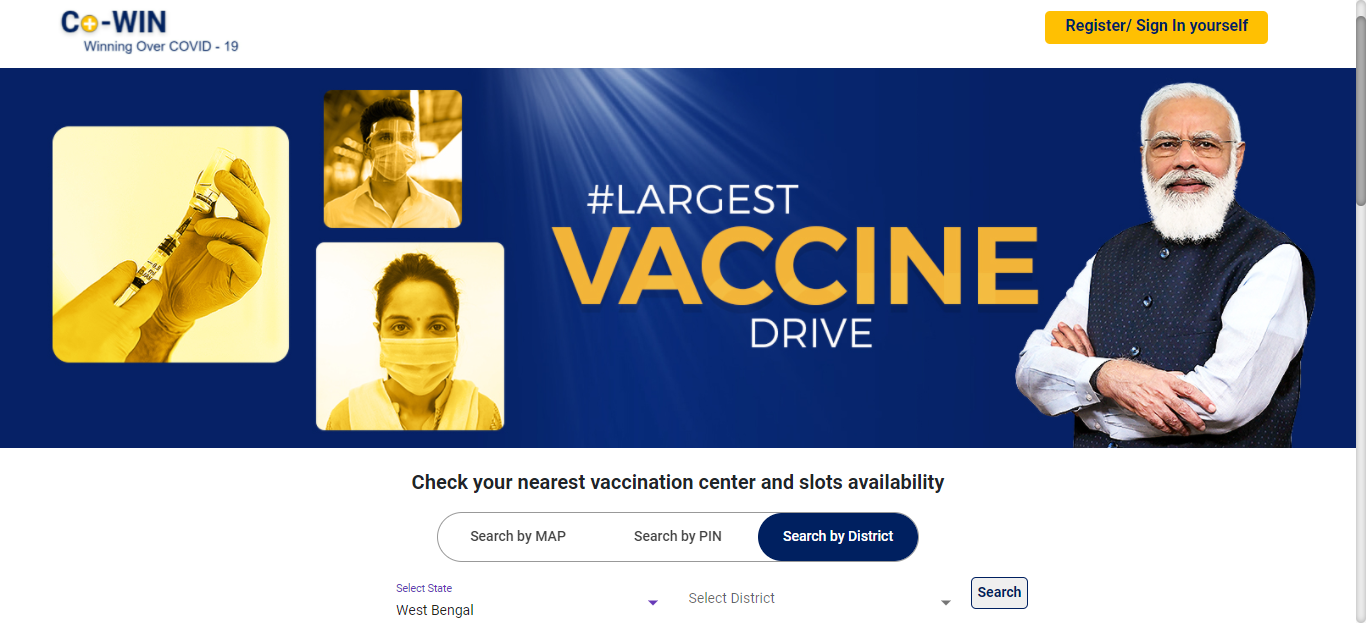 Co-WIN
Winning Over COVID - 19
Register/ Sign In yourself
#LARGEST
VACCINE
DRIVE
Check your nearest vaccination center and slots availability
Search by MAP
Search by PIN
Search by District
Select State
West Bengal
Select District
Search